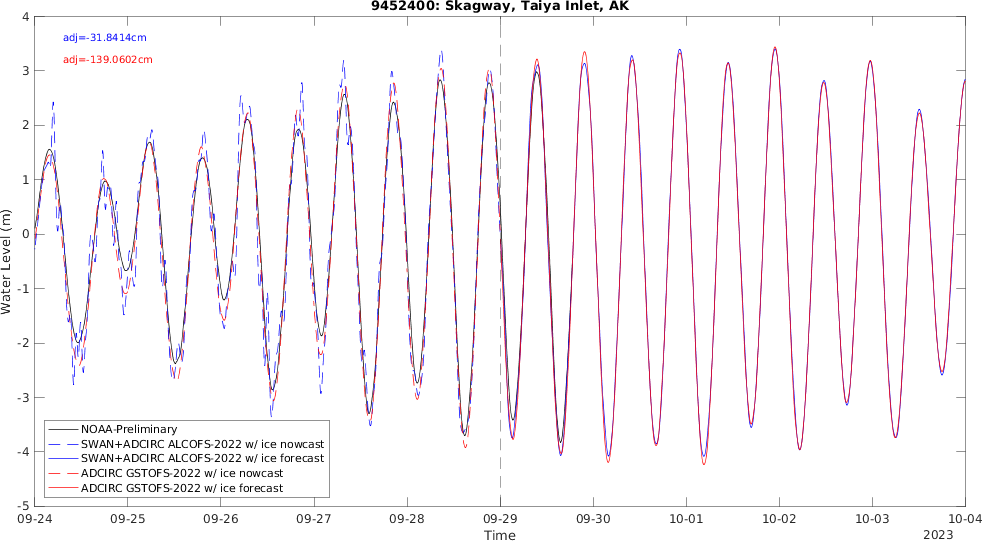 9452400: Skagway, Taiya Inlet, AK
adj=-31.8414cm
adj=-139.0602cm
4
3
2
1
0
-1
-2
-3
-4
-5
Water Level (m)
NOAA-Preliminary
SWAN+ADCIRC ALCOFS-2022 w/ ice nowcast
SWAN+ADCIRC ALCOFS-2022 w/ ice forecast
ADCIRC GSTOFS-2022 w/ ice nowcast
ADCIRC GSTOFS-2022 w/ ice forecast
09-24 09-25 09-26 09-27 09-28 09-29 09-30 10-01 10-02 10-03 10-04
Time
2023